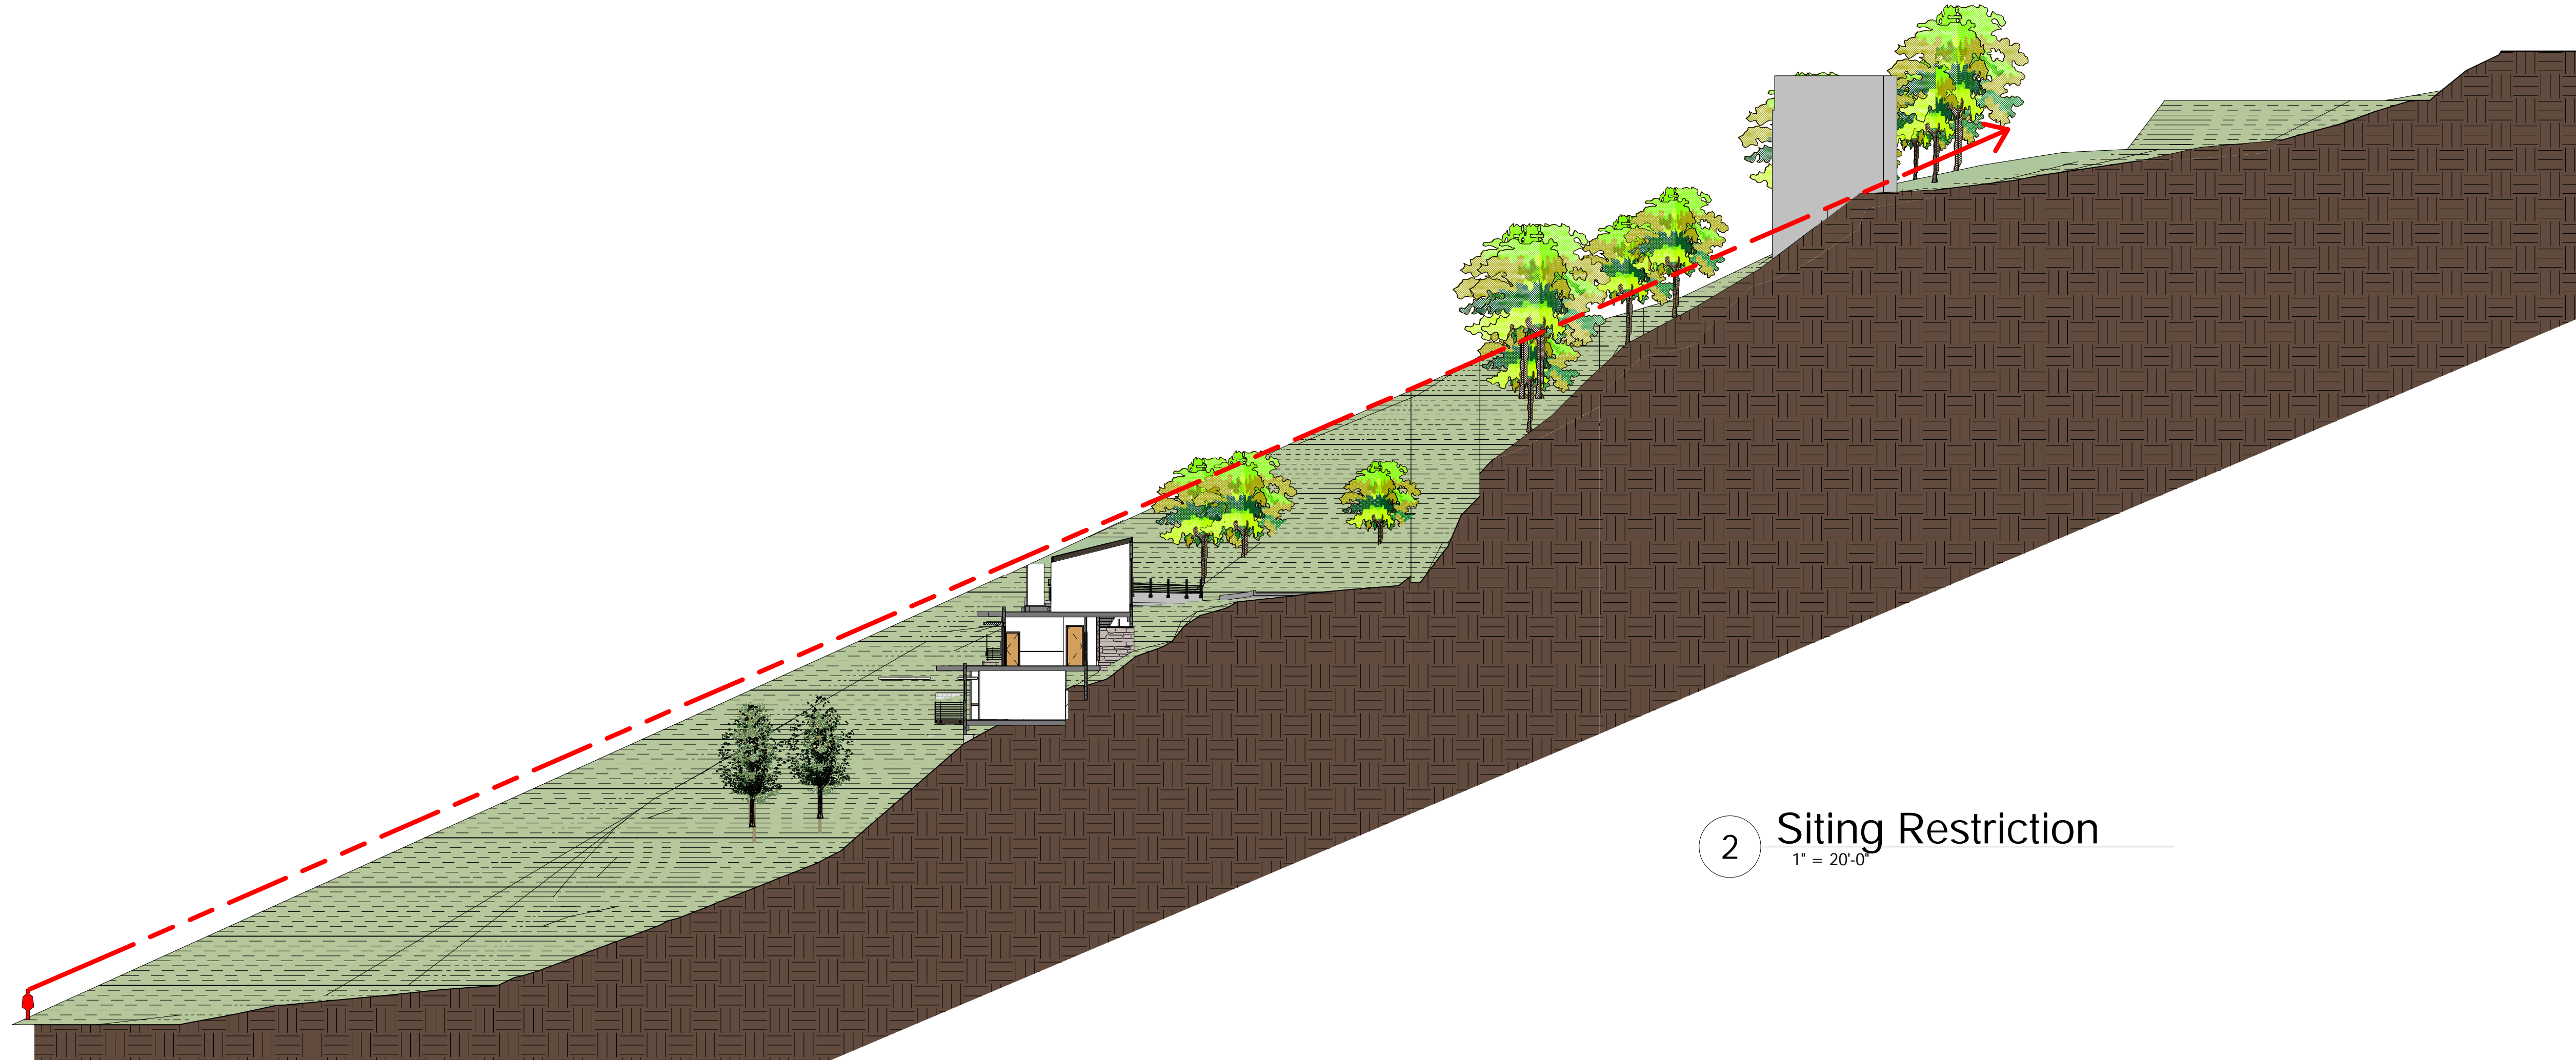 2
Siting Restriction
1" = 20'-0"